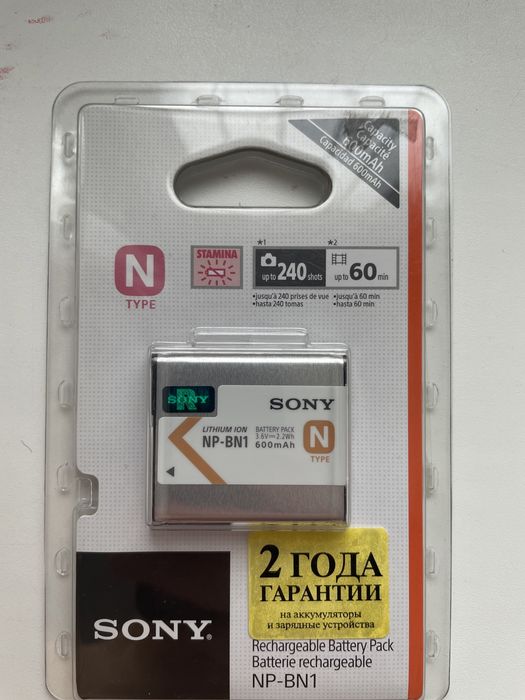 Capacity
Capacité
600mAh
Capacidad 600mAh
N
TYPE
STAMINA
*1
up to 240 shots
•jusqu'à 240 prises de vue
•hasta 240 tomas
*2
up to 60 min
•jusqu'à 60 min
•hasta 60 min
R
SONY
SONY
LITHIUM ION
NP-BN1
BATTERY PACK
3.6V⎓2.2Wh
600mAh
N
TYPE
2 ГОДА
ГАРАНТИИ
на аккумуляторы
и зарядные устройства
SONY®
Rechargeable Battery Pack
Batterie rechargeable
NP-BN1